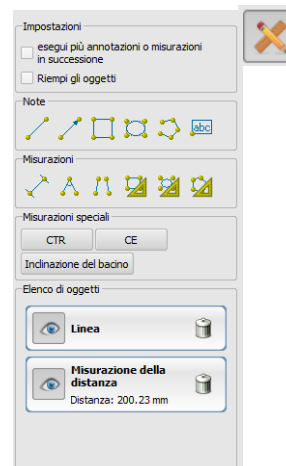 Impostazioni
esegui più annotazioni o misurazioni
in successione
Riempi gli oggetti
Note
abc
Misurazioni
Misurazioni speciali
CTR
CE
Inclinazione del bacino
Elenco di oggetti
Linea
Misurazione della
distanza
Distanza: 200.23 mm